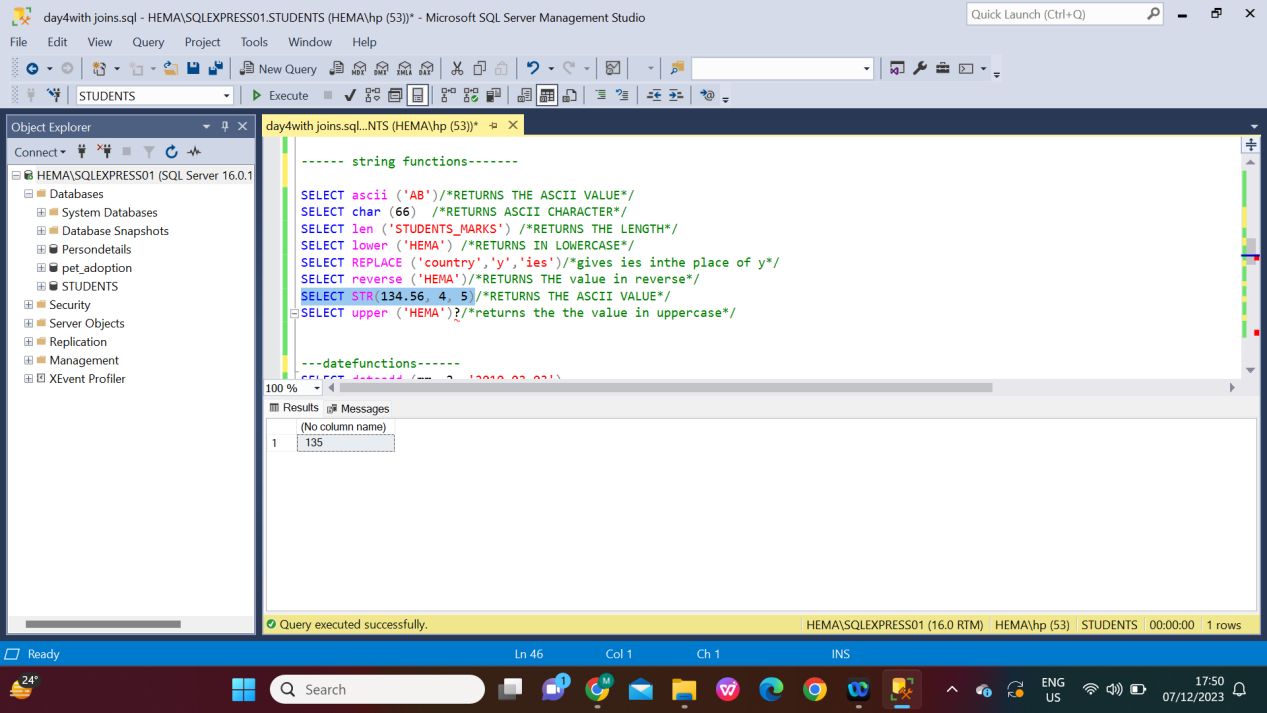 day4with joins.sql - HEMA\SQLEXPRESS01.STUDENTS (HEMA\hp (53))* - Microsoft SQL Server Management Studio
Quick Launch (Ctrl+Q)
File Edit View Query Project Tools Window Help
New Query MDX DMX XMLA DAX
STUDENTS Execute
Object Explorer
day4with joins.sql...NTS (HEMA\hp (53))*
Connect
HEMA\SQLEXPRESS01 (SQL Server 16.0.1
Databases
System Databases
Database Snapshots
Persondetails
pet_adoption
STUDENTS
Security
Server Objects
Replication
Management
XEvent Profiler
------ string functions-------
SELECT ascii ('AB')/*RETURNS THE ASCII VALUE*/
SELECT char (66)  /*RETURNS ASCII CHARACTER*/
SELECT len ('STUDENTS_MARKS') /*RETURNS THE LENGTH*/
SELECT lower ('HEMA') /*RETURNS IN LOWERCASE*/
SELECT REPLACE ('country','y','ies')/*gives ies inthe place of y*/
SELECT reverse ('HEMA')/*RETURNS THE value in reverse*/
SELECT STR(134.56, 4, 5)/*RETURNS THE ASCII VALUE*/
SELECT upper ('HEMA')?/*returns the the value in uppercase*/
---datefunctions------
100 %
Results Messages
(No column name)
1 135
Query executed successfully.
HEMA\SQLEXPRESS01 (16.0 RTM) HEMA\hp (53) STUDENTS 00:00:00 1 rows
Ready Ln 46 Col 1 Ch 1 INS
24°
Search
1
M
ENG
US
17:50
07/12/2023